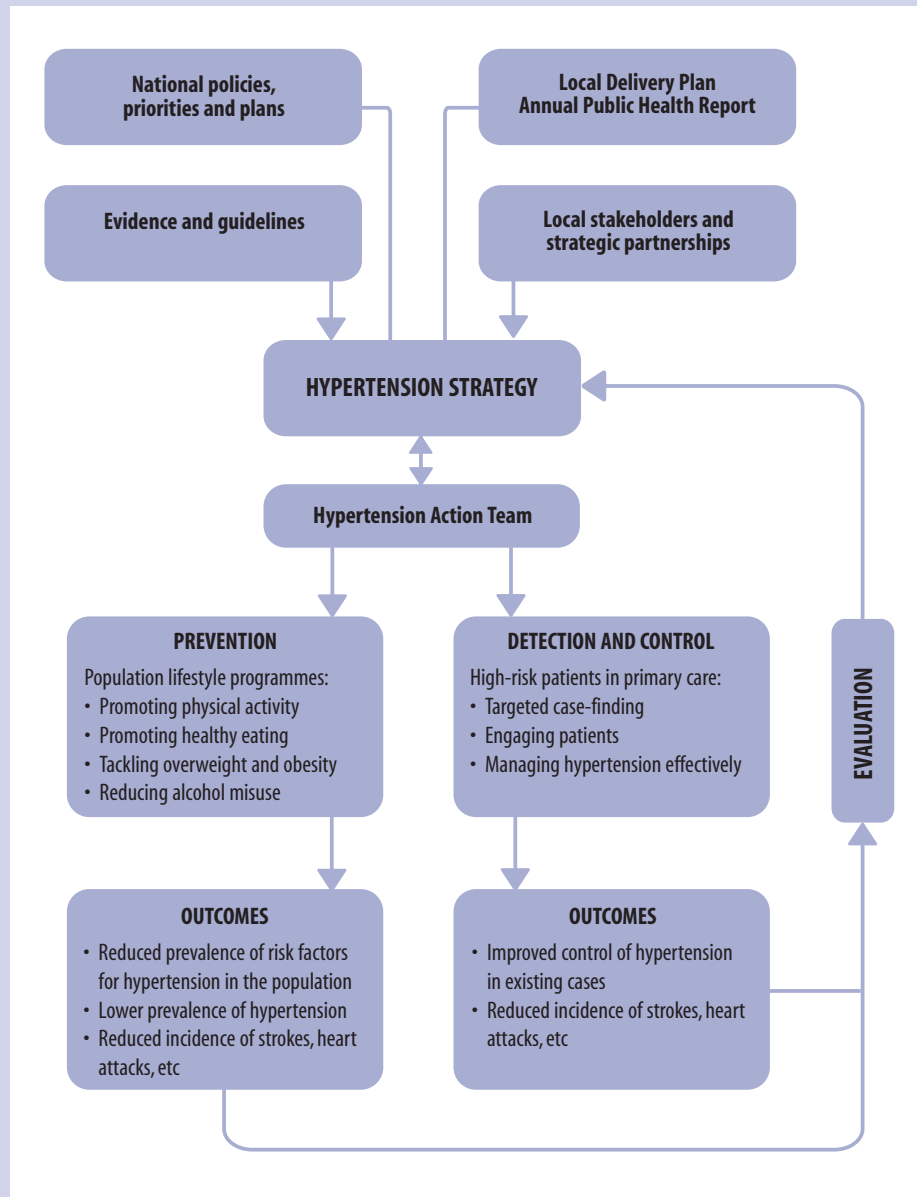 National policies,
priorities and plans
Local Delivery Plan
Annual Public Health Report
Evidence and guidelines
Local stakeholders and
strategic partnerships
HYPERTENSION STRATEGY
Hypertension Action Team
PREVENTION
Population lifestyle programmes:
• Promoting physical activity
• Promoting healthy eating
• Tackling overweight and obesity
• Reducing alcohol misuse
DETECTION AND CONTROL
High-risk patients in primary care:
• Targeted case-finding
• Engaging patients
• Managing hypertension effectively
EVALUATION
OUTCOMES
• Reduced prevalence of risk factors
for hypertension in the population
• Lower prevalence of hypertension
• Reduced incidence of strokes, heart
attacks, etc
OUTCOMES
• Improved control of hypertension
in existing cases
• Reduced incidence of strokes, heart
attacks, etc